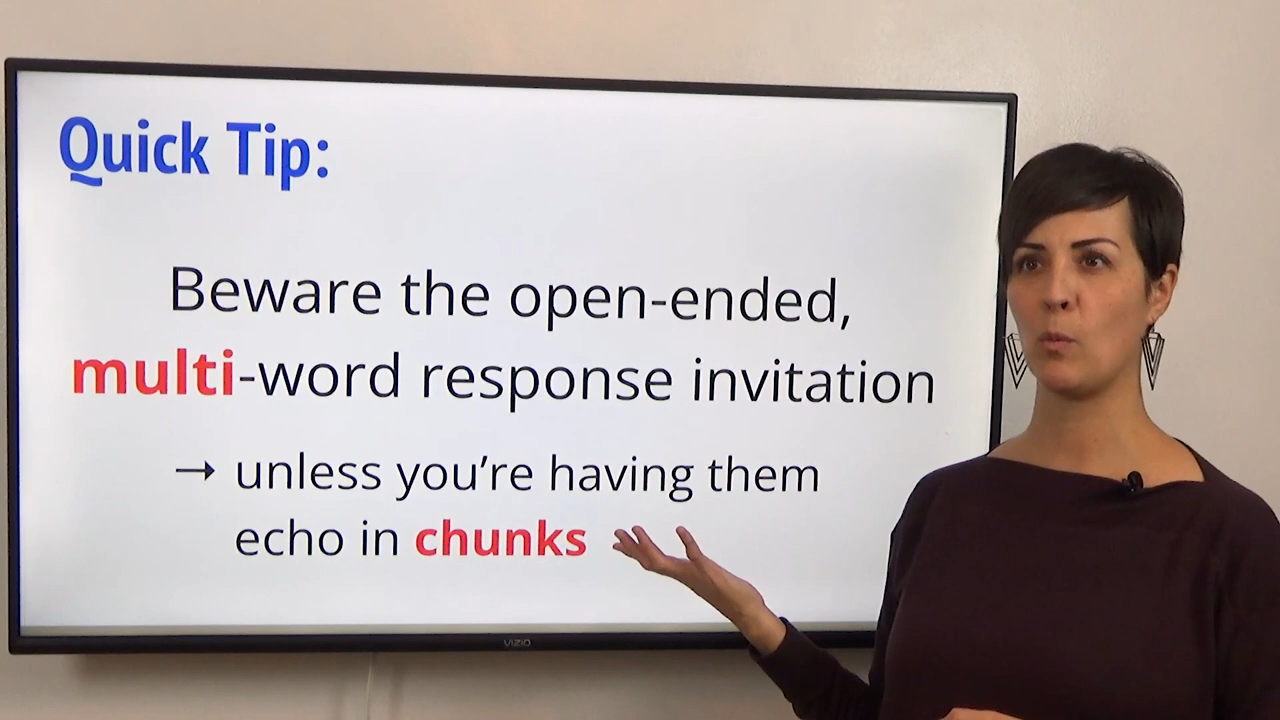 Quick Tip:
Beware the open-ended,
multi-word response invitation
→ unless you’re having them
echo in chunks
VIZIO